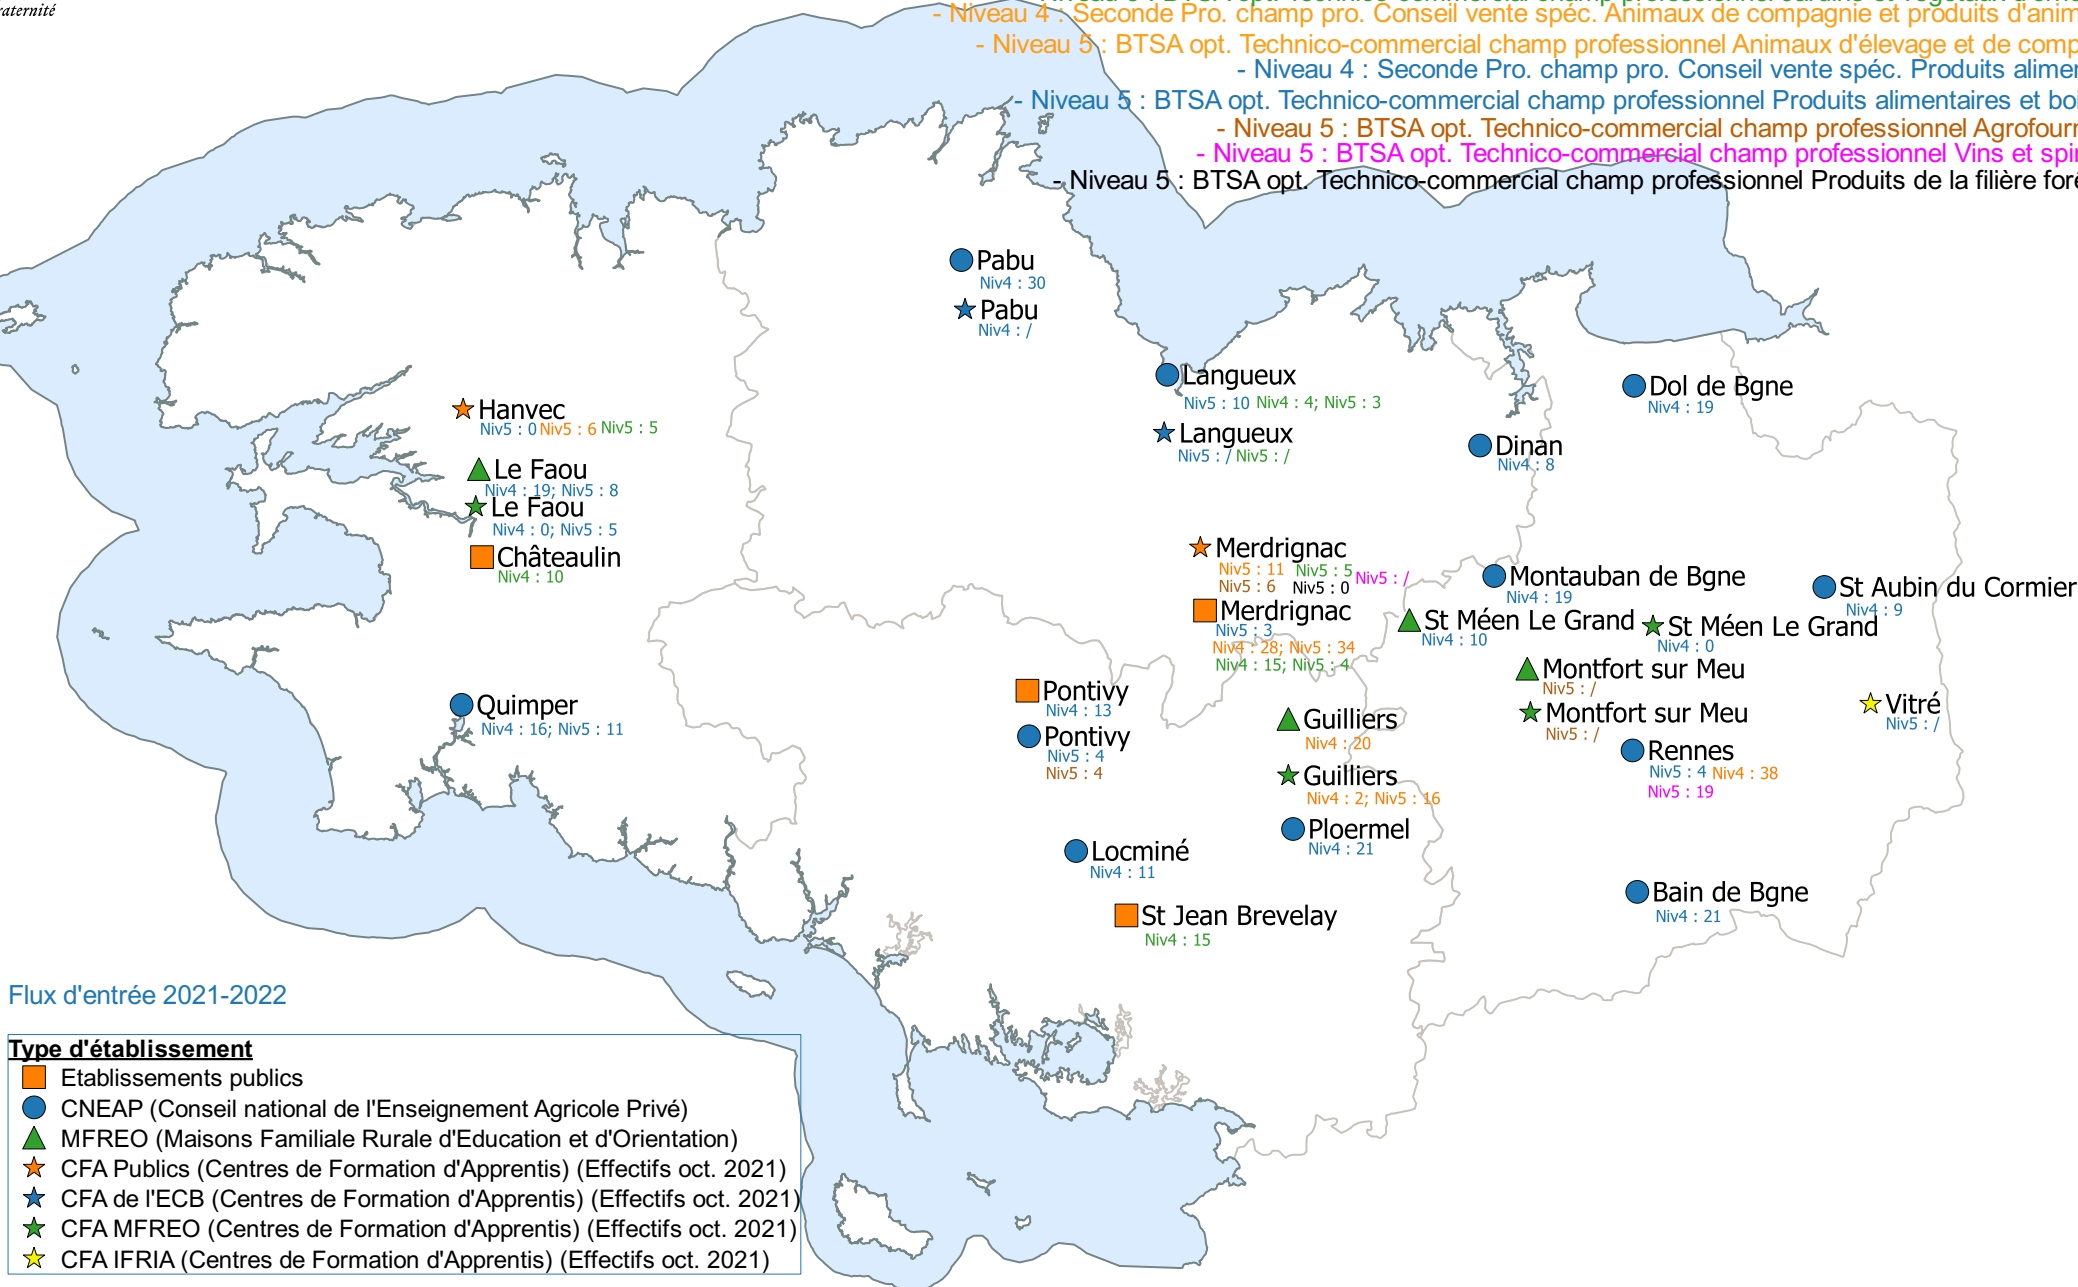 - Niveau 4 : Seconde Pro. champ pro. Conseil vente spéc. Animaux de compagnie et produits d'anim
- Niveau 5 : BTSA opt. Technico-commercial champ professionnel Animaux d'élevage et de comp
- Niveau 4 : Seconde Pro. champ pro. Conseil vente spéc. Produits alimen
- Niveau 5 : BTSA opt. Technico-commercial champ professionnel Produits alimentaires et boi
- Niveau 5 : BTSA opt. Technico-commercial champ professionnel Agrofourn
- Niveau 5 : BTSA opt. Technico-commercial champ professionnel Vins et spir
- Niveau 5 : BTSA opt. Technico-commercial champ professionnel Produits de la filière foré
Pabu
Niv4 : 30
Pabu
Niv4 : /
Langueux
Niv5 : 10 Niv4 : 4; Niv5 : 3
Langueux
Niv5 : / Niv5 : /
Dol de Bgne
Niv4 : 19
Dinan
Niv4 : 8
Hanvec
Niv5 : 0 Niv5 : 6 Niv5 : 5
Le Faou
Niv4 : 19; Niv5 : 8
Le Faou
Niv4 : 0; Niv5 : 5
Châteaulin
Niv4 : 10
Merdrignac
Niv5 : 11 Niv5 : 5 Niv5 : /
Niv5 : 6 Niv5 : 0
Merdrignac
Niv5 : 3
Niv4 : 28; Niv5 : 34
Niv4 : 15; Niv5 : 4
Montauban de Bgne
Niv4 : 19
St Aubin du Cormier
Niv4 : 9
St Méen Le Grand
Niv4 : 10
St Méen Le Grand
Niv4 : 0
Montfort sur Meu
Niv5 : /
Montfort sur Meu
Niv5 : /
Vitré
Niv5 : /
Rennes
Niv5 : 4 Niv4 : 38
Niv5 : 19
Quimper
Niv4 : 16; Niv5 : 11
Pontivy
Niv4 : 13
Pontivy
Niv5 : 4
Niv5 : 4
Guilliers
Niv4 : 20
Guilliers
Niv4 : 2; Niv5 : 16
Ploermel
Niv4 : 21
Locminé
Niv4 : 11
St Jean Brevelay
Niv4 : 15
Bain de Bgne
Niv4 : 21
Flux d'entrée 2021-2022
Type d'établissement
Etablissements publics
CNEAP (Conseil national de l'Enseignement Agricole Privé)
MFREO (Maisons Familiale Rurale d'Education et d'Orientation)
CFA Publics (Centres de Formation d'Apprentis) (Effectifs oct. 2021)
CFA de l'ECB (Centres de Formation d'Apprentis) (Effectifs oct. 2021)
CFA MFREO (Centres de Formation d'Apprentis) (Effectifs oct. 2021)
CFA IFRIA (Centres de Formation d'Apprentis) (Effectifs oct. 2021)